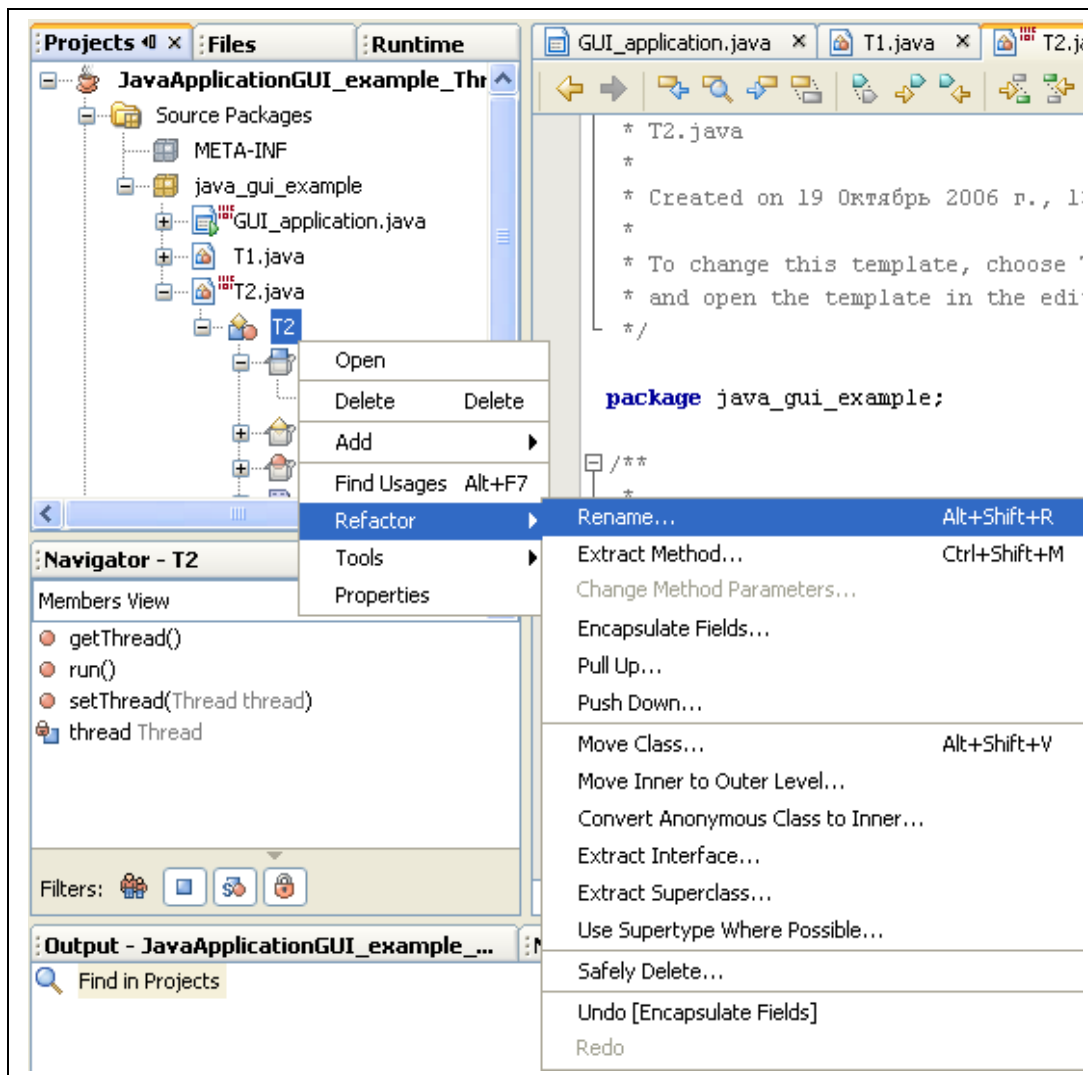 Projects
Files
Runtime
JavaApplicationGUI_example_Thr
Source Packages
META-INF
java_gui_example
GUI_application.java
T1.java
T2.java
T2
Open
Delete Delete
Add
Find Usages Alt+F7
Refactor
Tools
Properties
Rename... Alt+Shift+R
Extract Method... Ctrl+Shift+M
Change Method Parameters...
Encapsulate Fields...
Pull Up...
Push Down...
Move Class... Alt+Shift+V
Move Inner to Outer Level...
Convert Anonymous Class to Inner...
Extract Interface...
Extract Superclass...
Use Supertype Where Possible...
Safely Delete...
Undo [Encapsulate Fields]
Redo
Navigator - T2
Members View
getThread()
run()
setThread(Thread thread)
thread Thread
Filters:
Output - JavaApplicationGUI_example_...
Find in Projects
GUI_application.java
T1.java
T2.ja
* T2.java
*
* Created on 19 Октябрь 2006 г., 1
*
* To change this template, choose T
* and open the template in the edi
*/
package java_gui_example;
/**
*